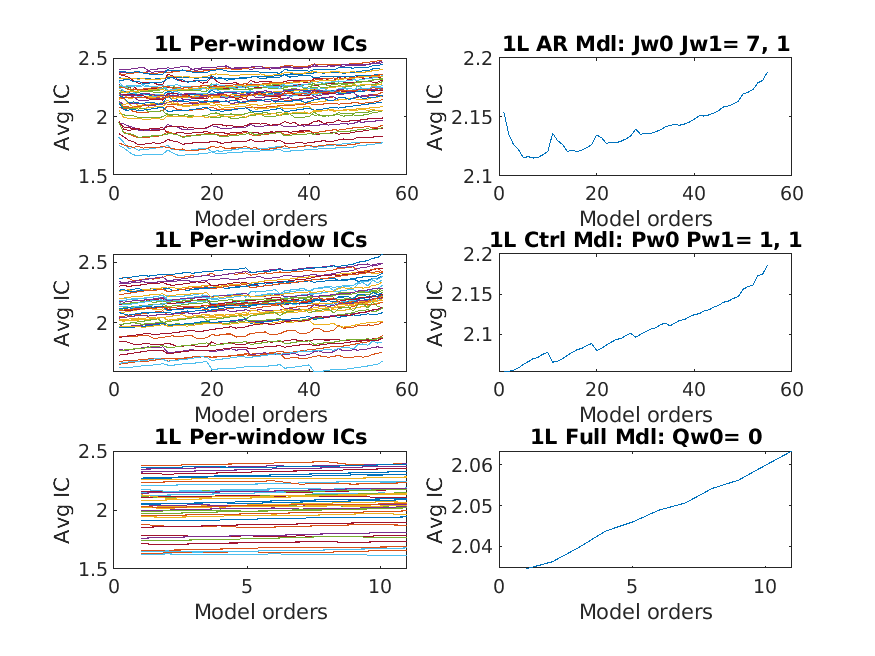 1L Per-window ICs
2.5
2
1.5
Avg IC
0 20 40 60
Model orders
1L AR Mdl: Jw0 Jw1= 7, 1
2.2
2.15
2.1
Avg IC
0 20 40 60
Model orders
1L Per-window ICs
2.5
2
Avg IC
0 20 40 60
Model orders
1L Ctrl Mdl: Pw0 Pw1= 1, 1
2.2
2.15
2.1
Avg IC
0 20 40 60
Model orders
1L Per-window ICs
2.5
2
1.5
Avg IC
0 5 10
Model orders
1L Full Mdl: Qw0= 0
2.06
2.05
2.04
Avg IC
0 5 10
Model orders